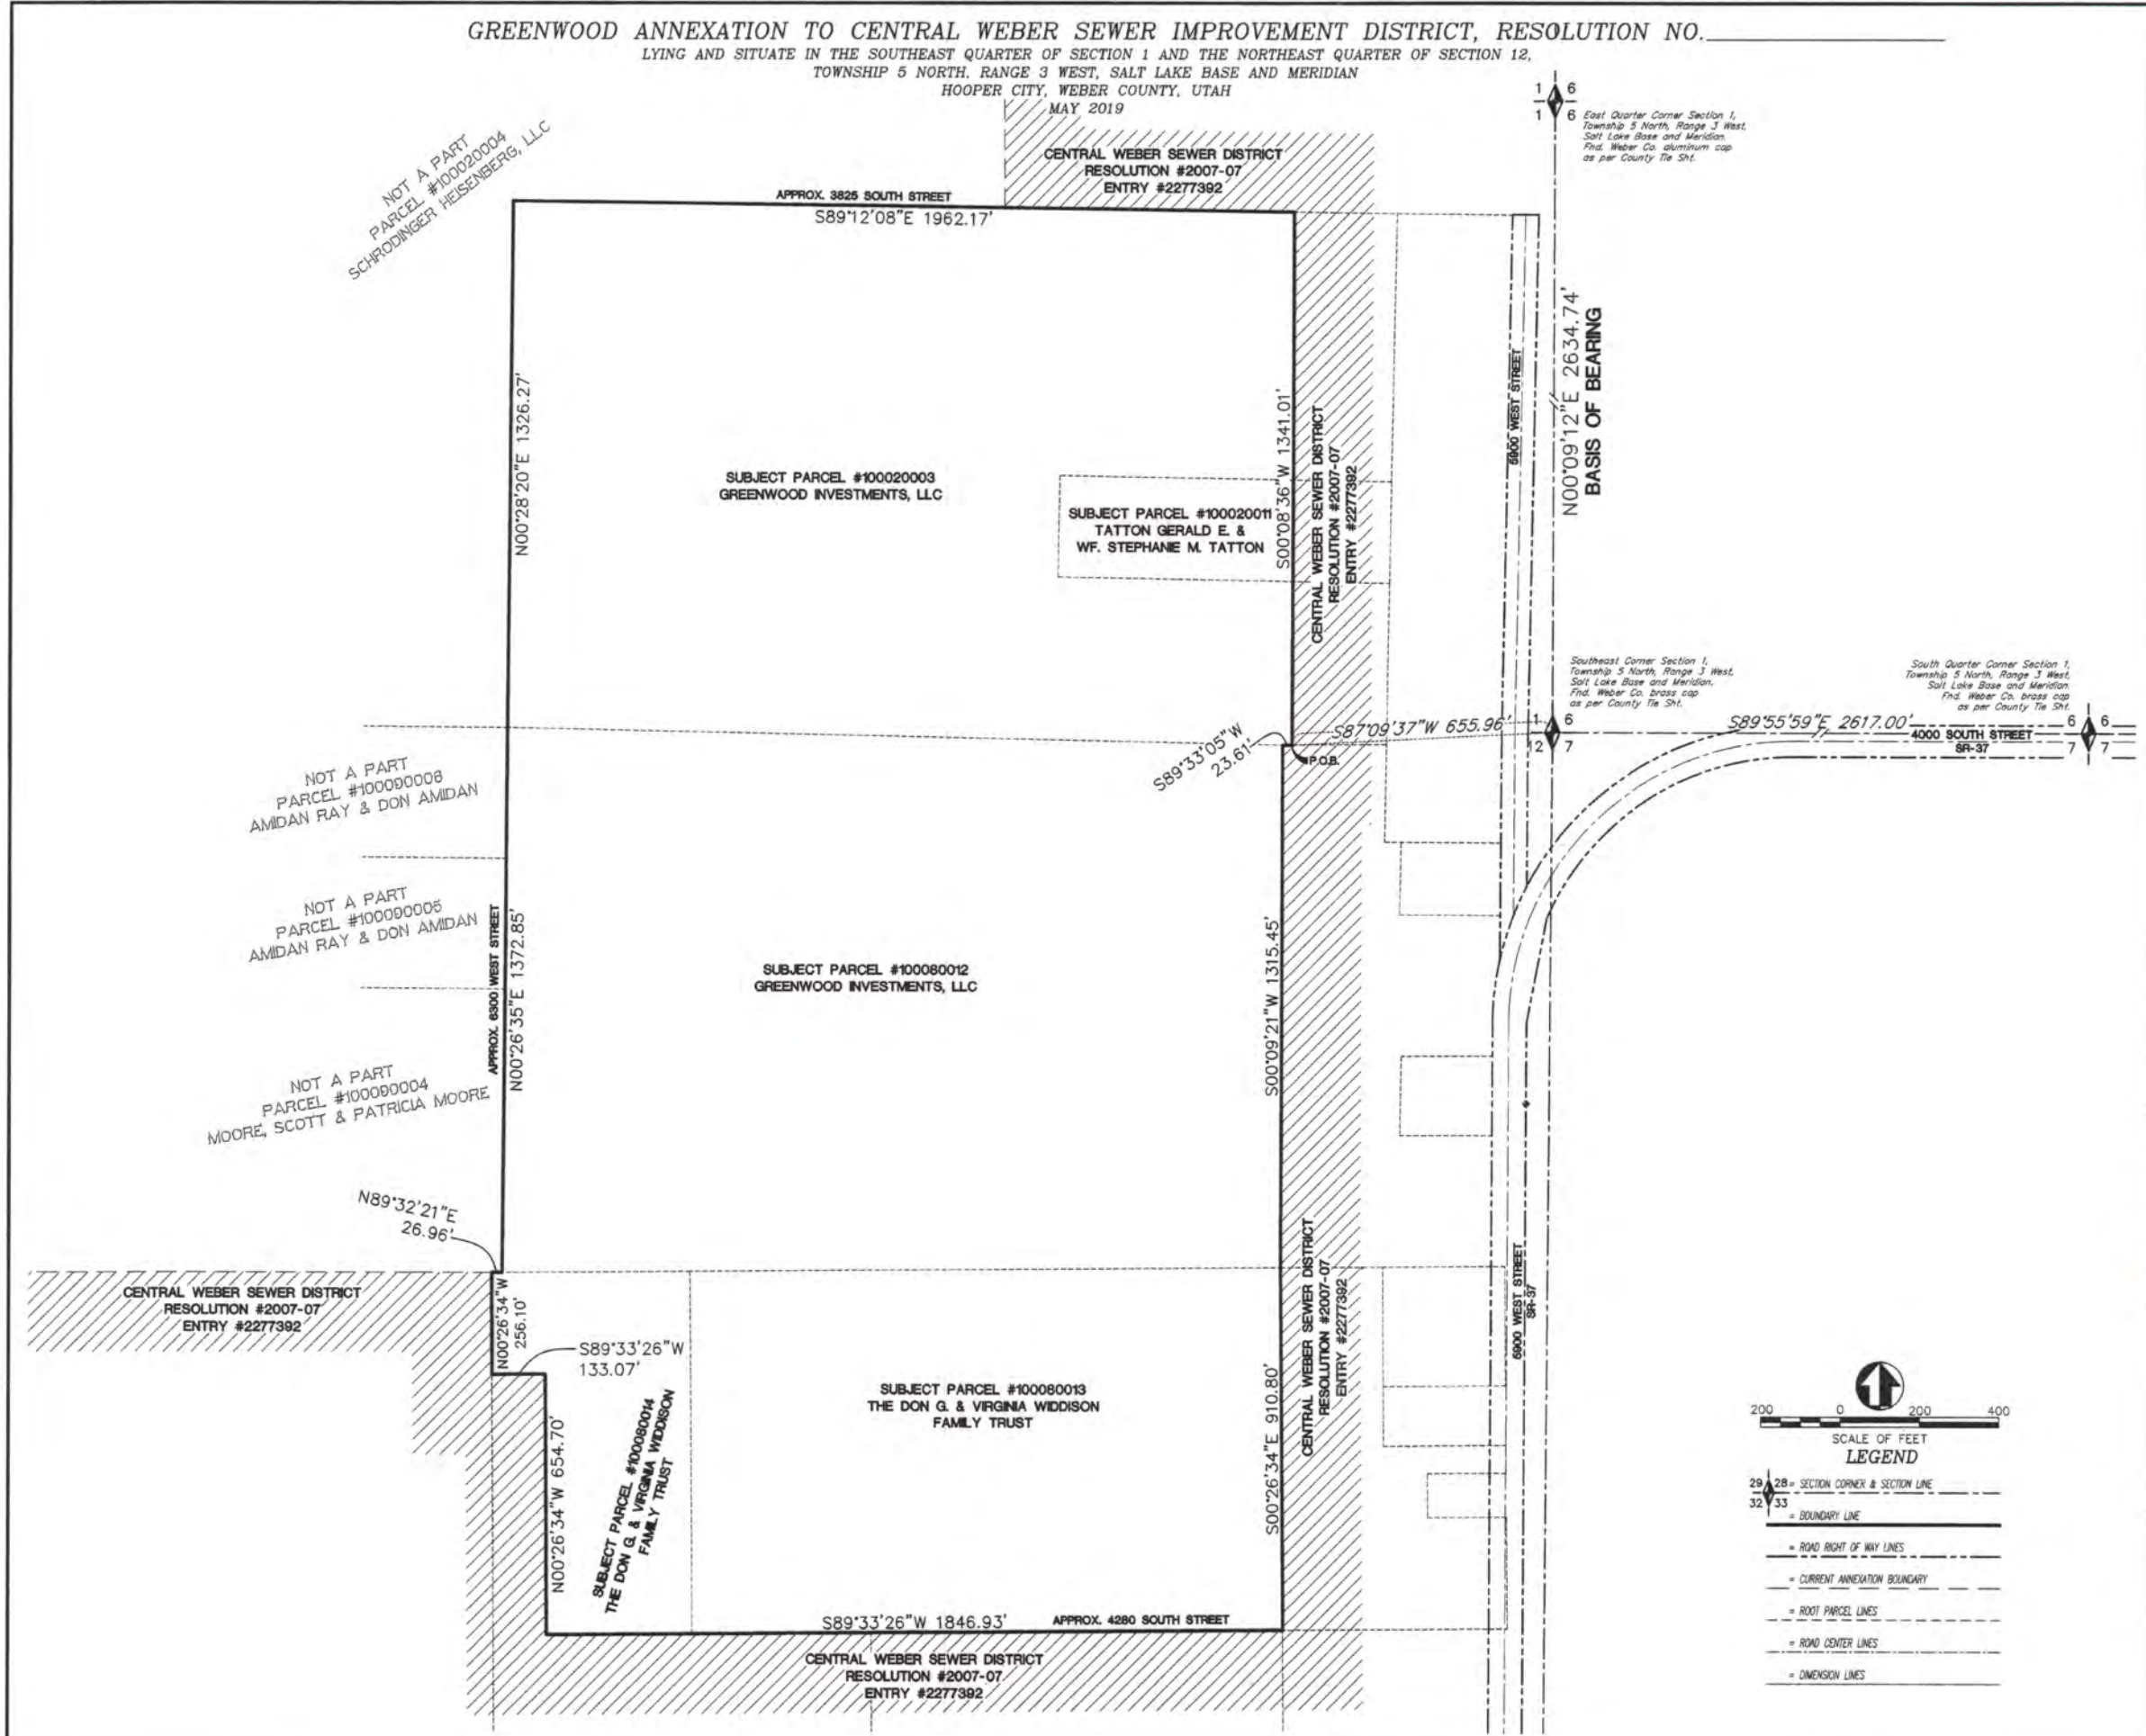 GREENWOOD ANNEXATION TO CENTRAL WEBER SEWER IMPROVEMENT DISTRICT, RESOLUTION NO.
LYING AND SITUATE IN THE SOUTHEAST QUARTER OF SECTION 1 AND THE NORTHEAST QUARTER OF SECTION 12,
TOWNSHIP 5 NORTH, RANGE 3 WEST, SALT LAKE BASE AND MERIDIAN
HOOPER CITY, WEBER COUNTY, UTAH
MAY 2019
1 6
1 6
East Quarter Corner Section 1,
Township 5 North, Range 3 West,
Salt Lake Base and Meridian.
Fnd. Weber Co. aluminum cap
as per County Tie Sht.
NOT A PART
PARCEL #100020004
SCHRODINGER HEISENBERG, LLC
CENTRAL WEBER SEWER DISTRICT
RESOLUTION #2007-07
ENTRY #2277392
APPROX. 3825 SOUTH STREET
S89°12'08"E 1962.17'
N00°28'20"E 1326.27'
SUBJECT PARCEL #100020003
GREENWOOD INVESTMENTS, LLC
SUBJECT PARCEL #100020011
TATTON GERALD E. &
WF. STEPHANIE M. TATTON
S00°08'36"W 1341.01'
CENTRAL WEBER SEWER DISTRICT
RESOLUTION #2007-07
ENTRY #2277392
5900 WEST STREET
N00°09'12"E 2634.74'
BASIS OF BEARING
Southeast Corner Section 1,
Township 5 North, Range 3 West,
Salt Lake Base and Meridian.
Fnd. Weber Co. brass cap
as per County Tie Sht.
South Quarter Corner Section 1,
Township 5 North, Range 3 West,
Salt Lake Base and Meridian.
Fnd. Weber Co. brass cap
as per County Tie Sht.
S89°33'05"W
23.61'
P.O.B.
S87°09'37"W 655.96'
1 6
12 7
S89°55'59"E 2617.00'
4000 SOUTH STREET
SR-37
6 6
7 7
NOT A PART
PARCEL #100090006
AMIDAN RAY & DON AMIDAN
NOT A PART
PARCEL #100090005
AMIDAN RAY & DON AMIDAN
NOT A PART
PARCEL #100090004
MOORE, SCOTT & PATRICIA MOORE
APPROX. 6300 WEST STREET
N00°26'35"E 1372.85'
SUBJECT PARCEL #100080012
GREENWOOD INVESTMENTS, LLC
S00°09'21"W 1315.45'
N89°32'21"E
26.96'
CENTRAL WEBER SEWER DISTRICT
RESOLUTION #2007-07
ENTRY #2277392
N00°26'34"W
256.10'
S89°33'26"W
133.07'
N00°26'34"W 654.70'
SUBJECT PARCEL #100080014
THE DON G. & VIRGINIA WIDDISON
FAMILY TRUST
SUBJECT PARCEL #100080013
THE DON G. & VIRGINIA WIDDISON
FAMILY TRUST
S00°26'34"E 910.80'
CENTRAL WEBER SEWER DISTRICT
RESOLUTION #2007-07
ENTRY #2277392
5900 WEST STREET
SR-37
S89°33'26"W 1846.93'
APPROX. 4280 SOUTH STREET
CENTRAL WEBER SEWER DISTRICT
RESOLUTION #2007-07
ENTRY #2277392
200 0 200 400
SCALE OF FEET
LEGEND
29 28 = SECTION CORNER & SECTION LINE
32 33
= BOUNDARY LINE
= ROAD RIGHT OF WAY LINES
= CURRENT ANNEXATION BOUNDARY
= ROOT PARCEL LINES
= ROAD CENTER LINES
= DIMENSION LINES